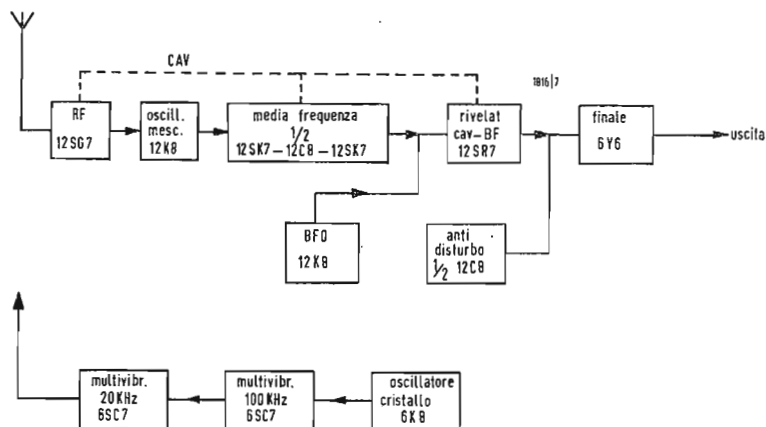 CAV
1816/7
RF
12SG7
oscill.
mesc.
12K8
media frequenza
1/2
12SK7-12C8-12SK7
rivelat
cav-BF
12SR7
finale
6Y6
uscita
BFO
12K8
anti
disturbo
1/2 12C8
multivibr.
20KHz
6SC7
multivibr.
100KHz
6SC7
oscillatore
cristallo
6K8